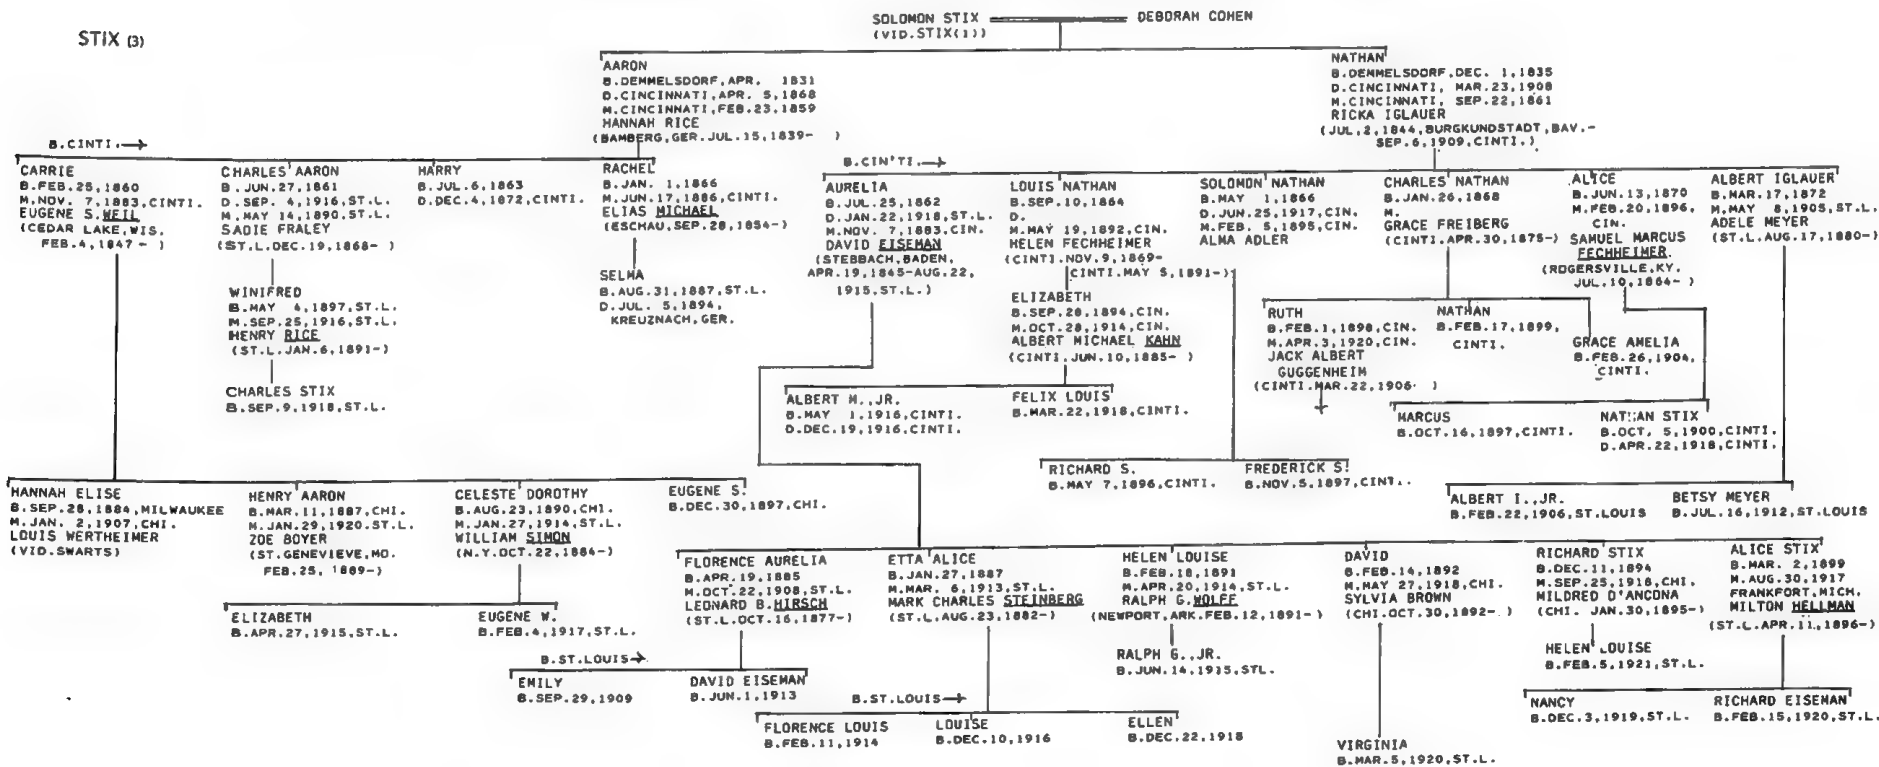 STIX (3)
SOLOMON STIX
(VID.STIX(1))
DEBORAH COHEN
AARON
B.DEMMELSDORF,APR. 1831
D.CINCINNATI,APR. 5,1868
M.CINCINNATI,FEB.23,1859
HANNAH RICE
(BAMBERG,GER.JUL.15,1839- )
NATHAN
B.DEMMELSDORF,DEC. 1,1835
D.CINCINNATI, MAR.23,1908
M.CINCINNATI, SEP.22,1861
RICKA IGLAUER
(JUL,2,1844,BURGKUNDSTADT,BAV.-
SEP.6,1909,CINTI.)
B.CINTI.→
CARRIE
B.FEB.25,1860
M.NOV. 7,1883,CINTI.
EUGENE S.WEIL
(CEDAR LAKE,WIS.
FEB.4,1847 - )
CHARLES AARON
B. JUN.27,1861
D. SEP. 4,1916,ST.L.
M. MAY 14,1890,ST.L.
SADIE FRALEY
(ST.L.DEC.19,1868-)
HARRY
B.JUL.6,1863
D.DEC.4,1872,CINTI.
RACHEL
B.JAN. 1,1866
M.JUN.17,1886,CINTI.
ELIAS MICHAEL
(ESCHAU,SEP.28,1854-)
B.CIN'TI.→
AURELIA
B.JUL.25,1862
D.JAN.22,1918,ST.L.
M.NOV. 7,1883,CIN.
DAVID EISEMAN
(STEBBACH,BADEN,
APR.19,1845-AUG.22,
1915,ST.L.)
LOUIS NATHAN
B.SEP.10,1864
D.
M.MAY 19,1892,CIN.
HELEN FECHHEIMER
(CINTI.NOV.9,1869-
CINTI.MAY 5,1891-)
SOLOMON NATHAN
B.MAY 1,1866
D.JUN.25,1917,CIN.
M.FEB. 5,1895,CIN.
ALMA ADLER
CHARLES NATHAN
B.JAN.26,1868
M.
GRACE FREIBERG
(CINTI.APR.30,1875-)
ALICE
B.JUN.13,1870
M.FEB.20,1896,
CIN.
SAMUEL MARCUS
FECHHEIMER.
(ROGERSVILLE,KY.
JUL.10,1864-)
ALBERT IGLAUER
B.MAR.17,1872
M.MAY 8,1905,ST.L.
ADELE MEYER
(ST.L.AUG.17,1880-)
WINIFRED
B.MAY 4,1897,ST.L.
M.SEP.25,1916,ST.L.
HENRY RICE
(ST.L.JAN.6,1891-)
CHARLES STIX
B.SEP.9,1918,ST.L.
SELMA
B.AUG.31,1887,ST.L.
D.JUL. 5,1894,
KREUZNACH,GER.
ELIZABETH
B.SEP.28,1894,CIN.
M.OCT.28,1914,CIN.
ALBERT MICHAEL KAHN
(CINTI.JUN.10,1885- )
ALBERT M.,JR.
B.MAY 1,1916,CINTI.
D.DEC.19,1916,CINTI.
FELIX LOUIS
B.MAR.22,1918,CINTI.
RUTH
B.FEB.1,1898,CIN.
M.APR.3,1920,CIN.
JACK ALBERT
GUGGENHEIM
(CINTI.MAR.22,1906- )
NATHAN
B.FEB.17,1899,
CINTI.
GRACE AMELIA
B.FEB.26,1904,
CINTI.
MARCUS
B.OCT.16,1897,CINTI.
NATHAN STIX
B.OCT. 5,1900,CINTI.
D.APR.22,1918,CINTI.
RICHARD S.
B.MAY 7,1896,CINTI.
FREDERICK S.
B.NOV.5,1897,CINTI.
ALBERT I.,JR.
B.FEB.22,1906,ST.LOUIS
BETSY MEYER
B.JUL.16,1912,ST.LOUIS
HANNAH ELISE
B.SEP.28,1884,MILWAUKEE
M.JAN. 2,1907,CHI.
LOUIS WERTHEIMER
(VID.SWARTS)
HENRY AARON
B.MAR.11,1887,CHI.
M.JAN.29,1920.ST.L.
ZOE BOYER
(ST.GENEVIEVE,MO.
FEB.25, 1889-)
CELESTE DOROTHY
B.AUG.23,1890,CHI.
M.JAN.27,1914,ST.L.
WILLIAM SIMON
(N.Y.OCT.22,1884-)
EUGENE S.
B.DEC.30,1897,CHI.
ELIZABETH
B.APR.27,1915,ST.L.
EUGENE W.
B.FEB.4,1917,ST.L.
FLORENCE AURELIA
B.APR.19,1885
M.OCT.22,1908,ST.L.
LEONARD B.HIRSCH
(ST.L.OCT.16,1877-)
ETTA ALICE
B.JAN.27,1887
M.MAR. 6,1913,ST.L.
MARK CHARLES STEINBERG
(ST.L.AUG.23,1882-)
HELEN LOUISE
B.FEB.18,1891
M.APR.20,1914,ST.L.
RALPH G.WOLFF
(NEWPORT,ARK.FEB.12,1891-)
DAVID
B.FEB.14,1892
M.MAY 27,1918,CHI.
SYLVIA BROWN
(CHI.OCT.30,1892-)
RICHARD STIX
B.DEC.11,1894
M.SEP.25,1918,CHI.
MILDRED D'ANCONA
(CHI. JAN.30,1895-)
ALICE STIX
B.MAR. 2,1899
M.AUG.30,1917
FRANKFORT,MICH.
MILTON HELLMAN
(ST.L.APR.11,1896-)
B.ST.LOUIS→
EMILY
B.SEP.29,1909
DAVID EISEMAN
B.JUN.1,1913
RALPH G.,JR.
B.JUN.14,1915,STL.
HELEN LOUISE
B.FEB.5,1921,ST.L.
B.ST.LOUIS→
FLORENCE LOUIS
B.FEB.11,1914
LOUISE
B.DEC.10,1916
ELLEN
B.DEC.22,1918
VIRGINIA
B.MAR.5,1920,ST.L.
NANCY
B.DEC.3,1919,ST.L.
RICHARD EISEMAN
B.FEB.15,1920,ST.L.